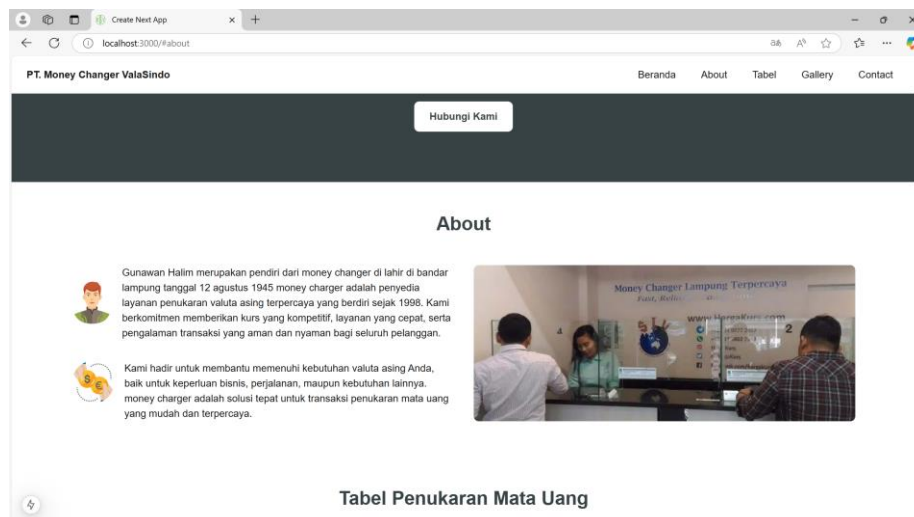 Create Next App
localhost:3000/#about
PT. Money Changer ValaSindo
Beranda About Tabel Gallery Contact
Hubungi Kami
About
Gunawan Halim merupakan pendiri dari money changer di lahir di bandar
lampung tanggal 12 agustus 1945 money charger adalah penyedia
layanan penukaran valuta asing terpercaya yang berdiri sejak 1998. Kami
berkomitmen memberikan kurs yang kompetitif, layanan yang cepat, serta
pengalaman transaksi yang aman dan nyaman bagi seluruh pelanggan.
Kami hadir untuk membantu memenuhi kebutuhan valuta asing Anda,
baik untuk keperluan bisnis, perjalanan, maupun kebutuhan lainnya.
money charger adalah solusi tepat untuk transaksi penukaran mata uang
yang mudah dan terpercaya.
Money Changer Lampung Terpercaya
Fast,
www.HargaKurs.com
2
Tabel Penukaran Mata Uang